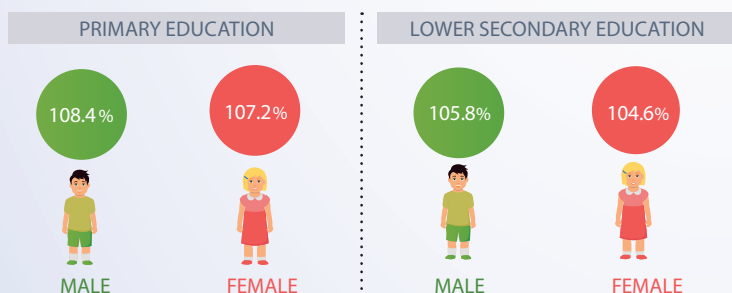 PRIMARY EDUCATION
108.4%
107.2%
MALE
FEMALE
LOWER SECONDARY EDUCATION
105.8%
104.6%
MALE
FEMALE